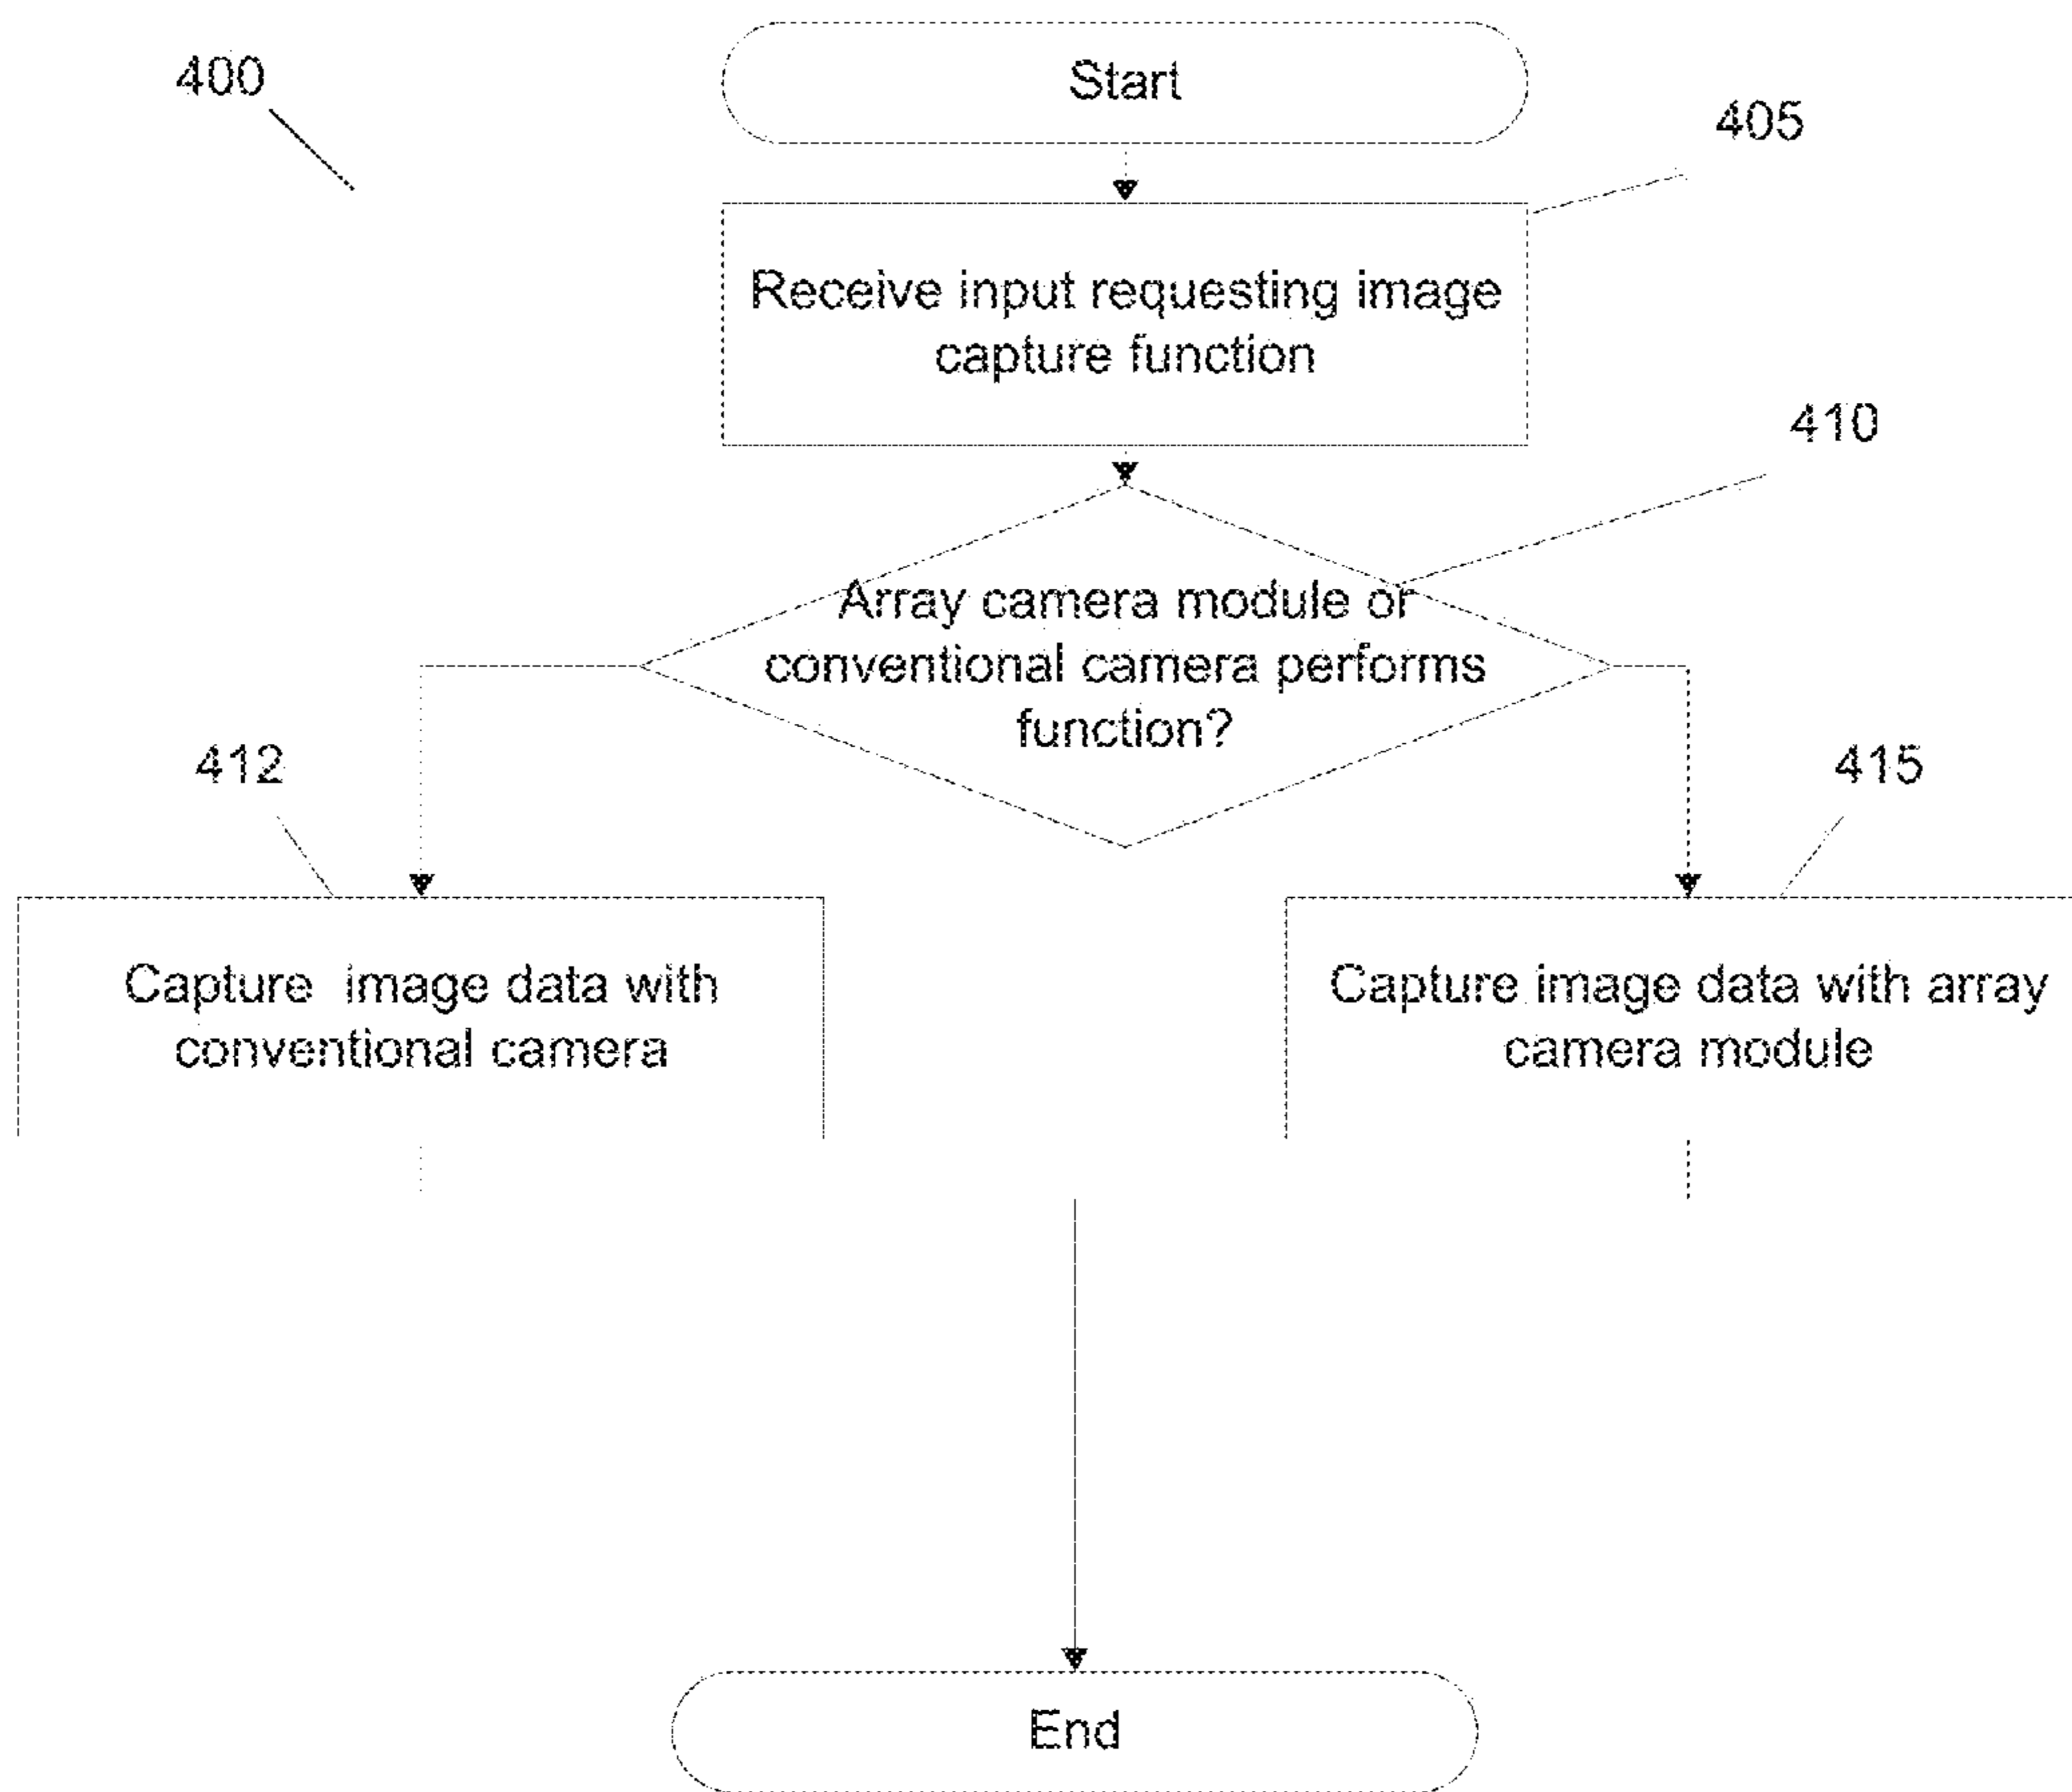 400
Start
405
Receive input requesting image
capture function
410
Array camera module or
conventional camera performs
function?
412
415
Capture image data with
conventional camera
Capture image data with array
camera module
End